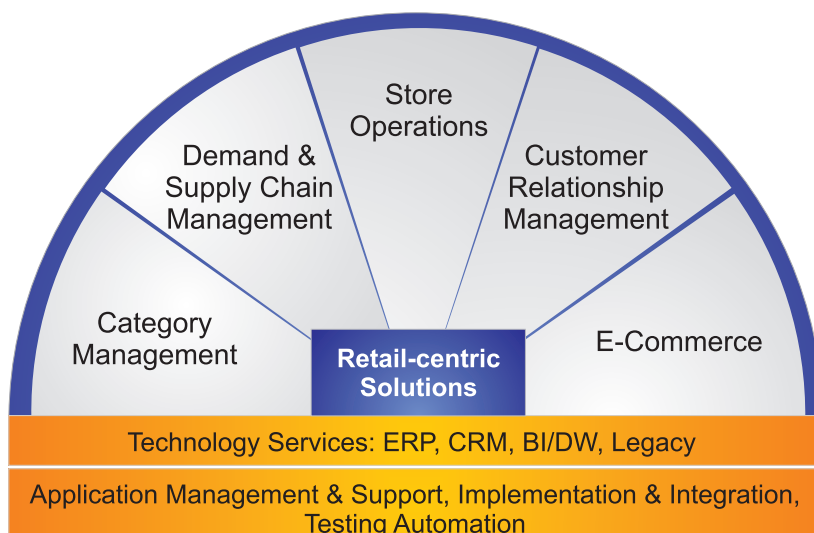 Store
Operations
Demand &
Supply Chain
Management
Customer
Relationship
Management
Category
Management
E-Commerce
Retail-centric
Solutions
Technology Services: ERP, CRM, BI/DW, Legacy
Application Management & Support, Implementation & Integration,
Testing Automation